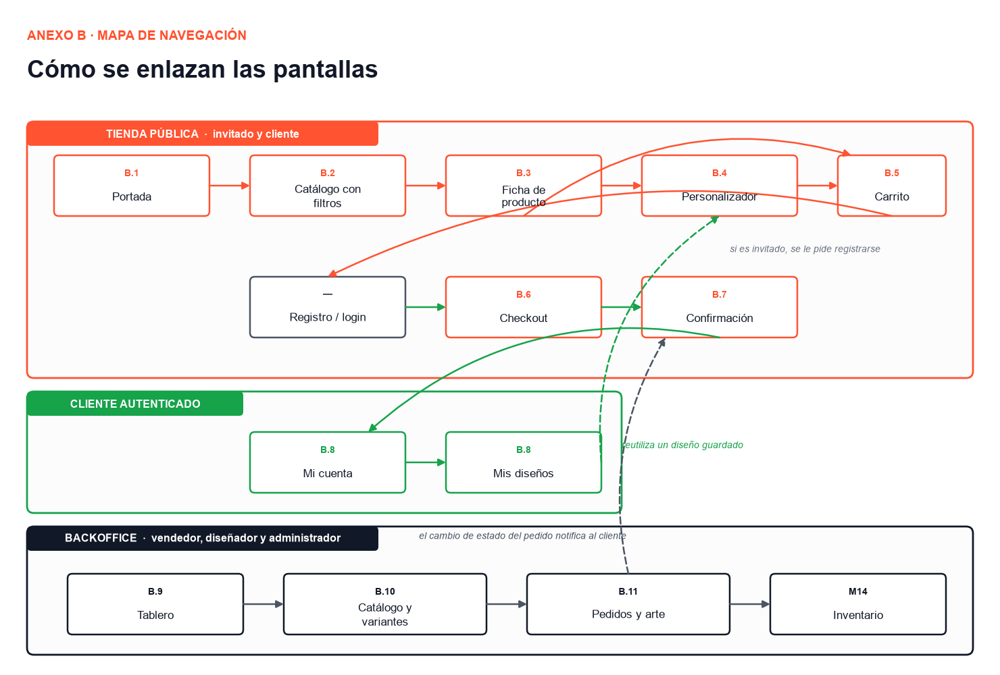 ANEXO B · MAPA DE NAVEGACIÓN
Cómo se enlazan las pantallas
TIENDA PÚBLICA · invitado y cliente
B.1
Portada
B.2
Catálogo con
filtros
B.3
Ficha de
producto
B.4
Personalizador
B.5
Carrito
si es invitado, se le pide registrarse
—
Registro / login
B.6
Checkout
B.7
Confirmación
CLIENTE AUTENTICADO
B.8
Mi cuenta
B.8
Mis diseños
reutiliza un diseño guardado
BACKOFFICE · vendedor, diseñador y administrador
el cambio de estado del pedido notifica al cliente
B.9
Tablero
B.10
Catálogo y
variantes
B.11
Pedidos y arte
M14
Inventario